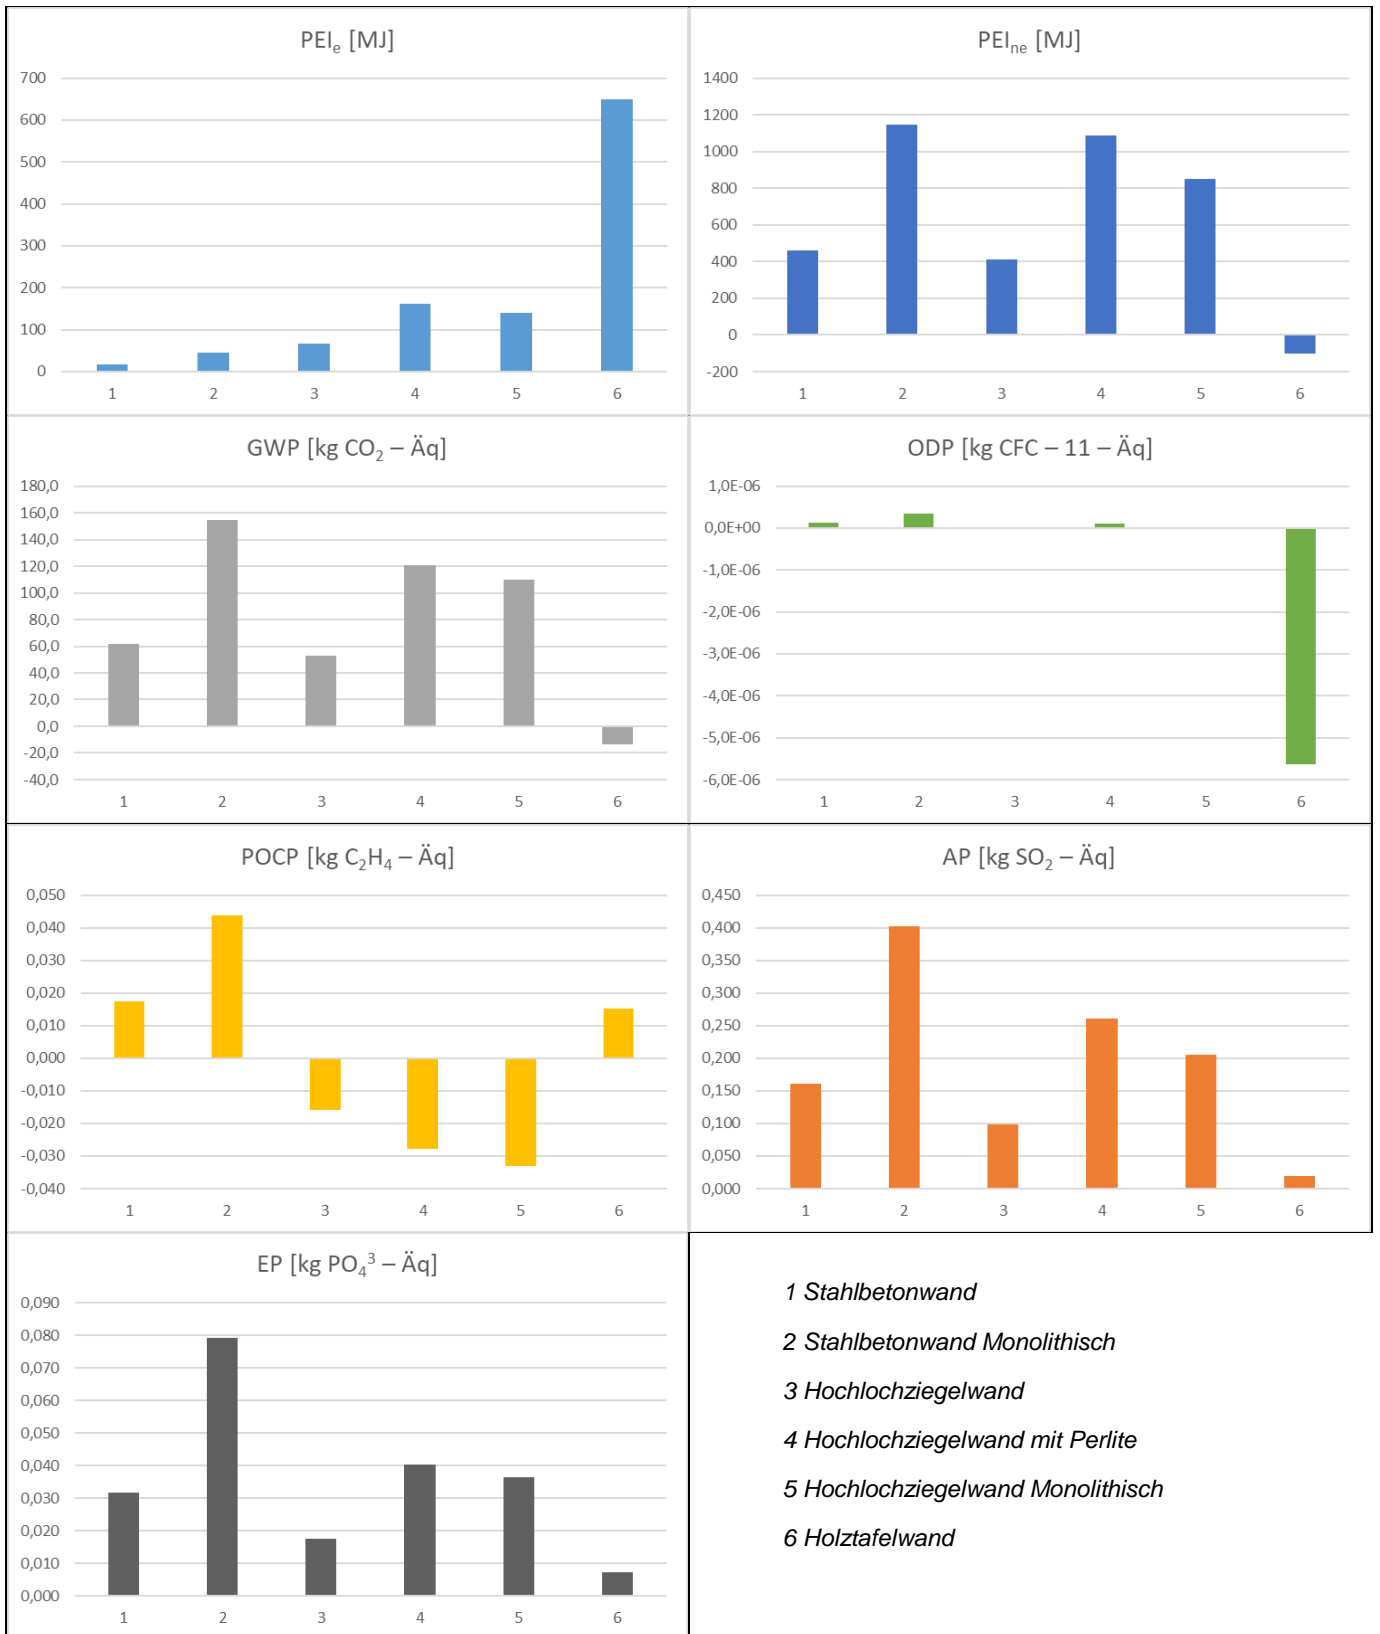 PEIe [MJ]
700
600
500
400
300
200
100
0
1 2 3 4 5 6
PEIne [MJ]
1400
1200
1000
800
600
400
200
0
-200
1 2 3 4 5 6
GWP [kg CO2 – Äq]
180,0
160,0
140,0
120,0
100,0
80,0
60,0
40,0
20,0
0,0
-20,0
-40,0
1 2 3 4 5 6
ODP [kg CFC – 11 – Äq]
1,0E-06
0,0E+00
-1,0E-06
-2,0E-06
-3,0E-06
-4,0E-06
-5,0E-06
-6,0E-06
1 2 3 4 5 6
POCP [kg C2H4 – Äq]
0,050
0,040
0,030
0,020
0,010
0,000
-0,010
-0,020
-0,030
-0,040
1 2 3 4 5 6
AP [kg SO2 – Äq]
0,450
0,400
0,350
0,300
0,250
0,200
0,150
0,100
0,050
0,000
1 2 3 4 5 6
EP [kg PO4³ – Äq]
0,090
0,080
0,070
0,060
0,050
0,040
0,030
0,020
0,010
0,000
1 2 3 4 5 6
1 Stahlbetonwand
2 Stahlbetonwand Monolithisch
3 Hochlochziegelwand
4 Hochlochziegelwand mit Perlite
5 Hochlochziegelwand Monolithisch
6 Holztafelwand